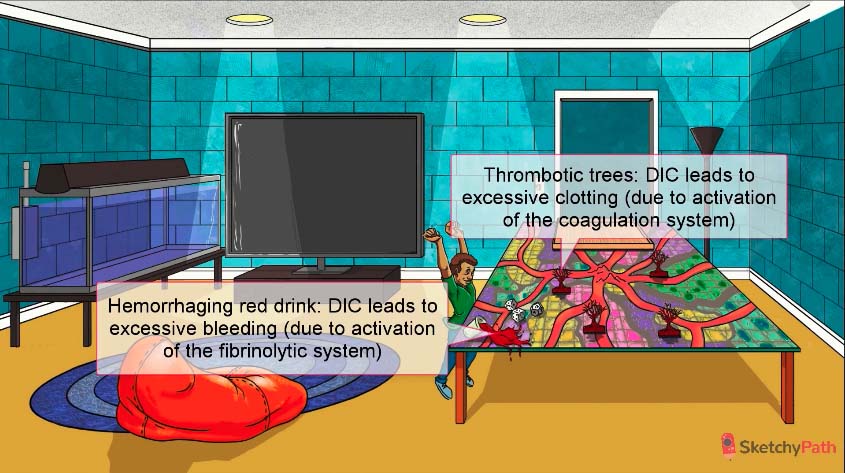 Thrombotic trees: DIC leads to
excessive clotting (due to activation
of the coagulation system)
Hemorrhaging red drink: DIC leads to
excessive bleeding (due to activation
of the fibrinolytic system)
SketchyPath